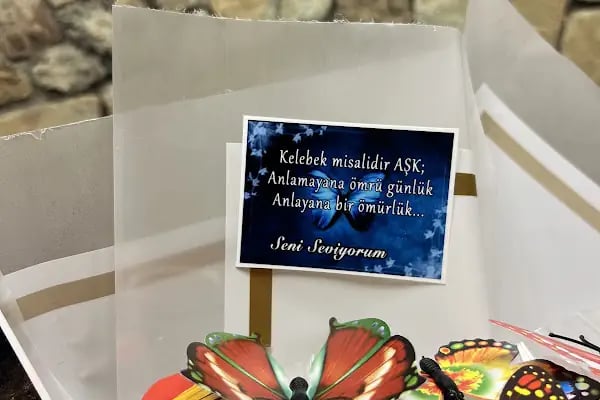 Kelebek misalidir AŞK;
Anlamayana ömrü günlük
Anlayana bir ömürlük...
Seni Seviyorum